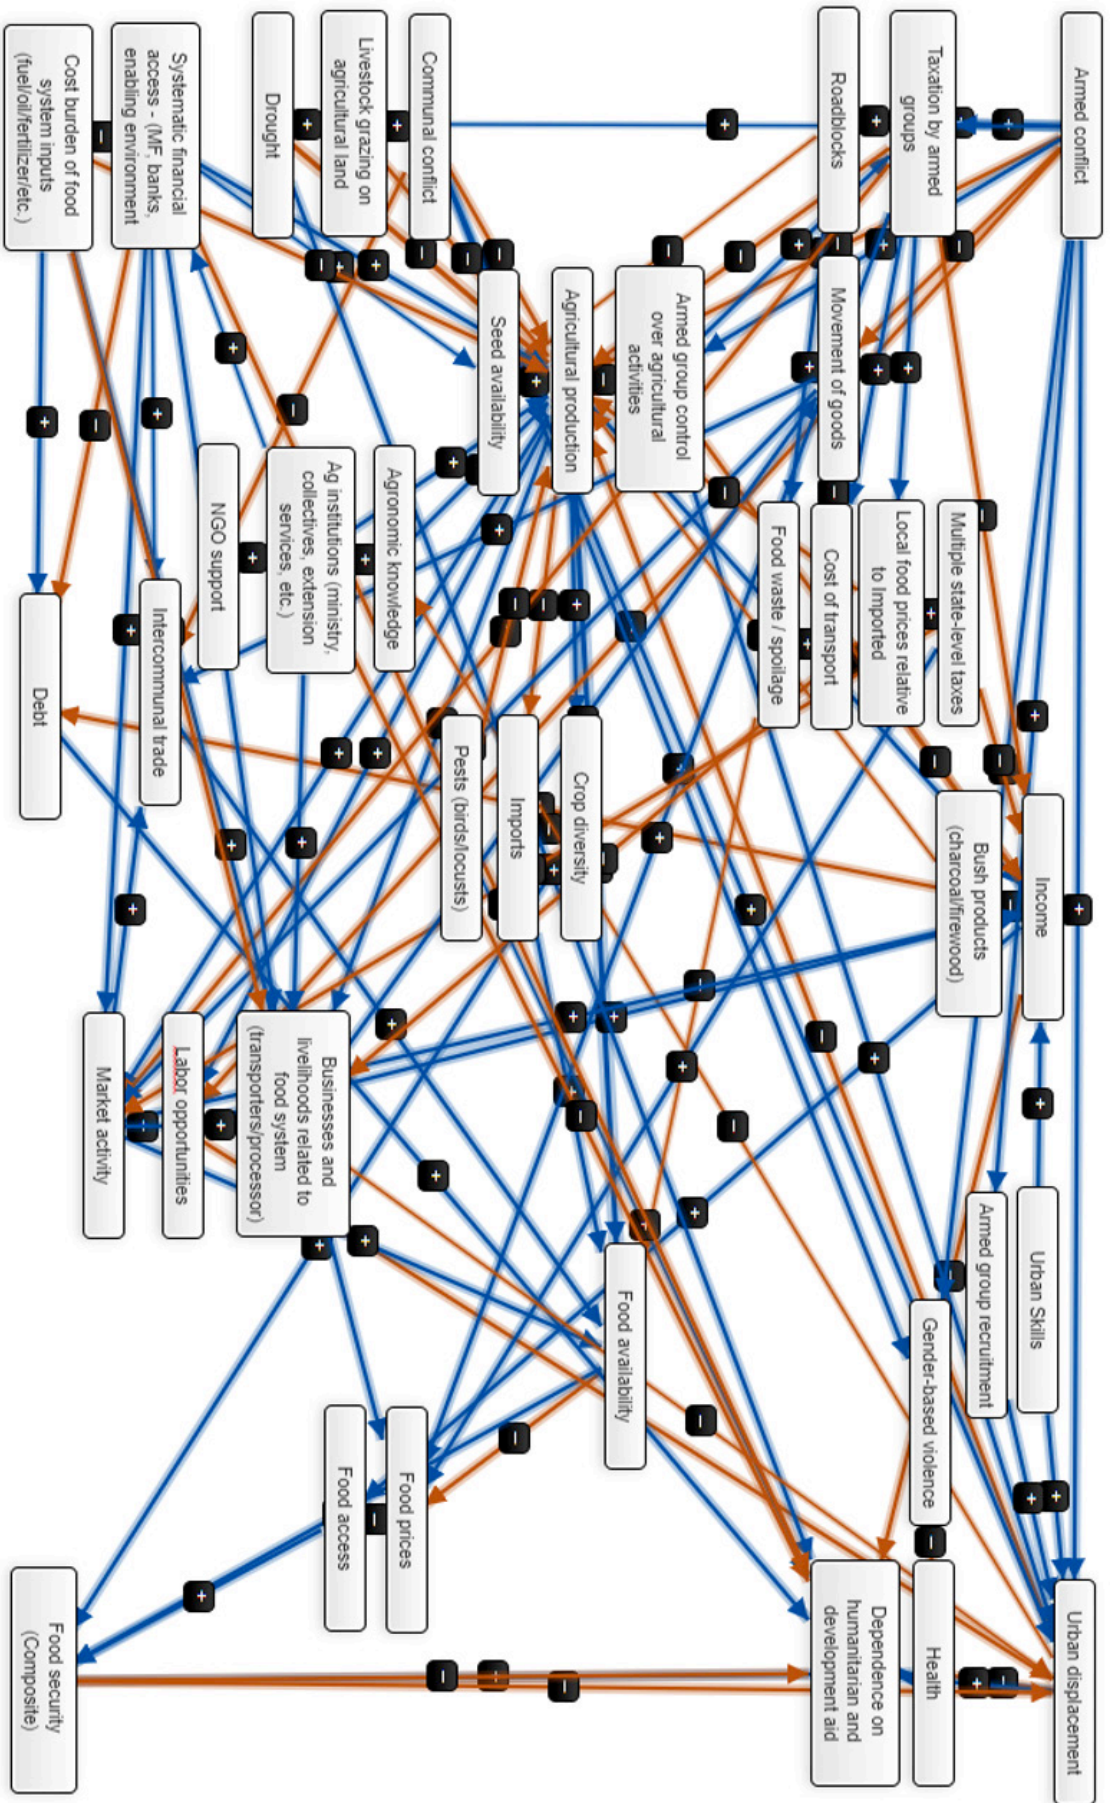 Armed conflict
Taxation by armed
groups
Roadblocks
Communal conflict
Livestock grazing on
agricultural land
Drought
Systematic financial
access - (MF, banks,
enabling environment
Cost burden of food
system inputs
(fuel/oil/fertilizer/etc.)
Movement of goods
Armed group control
over agricultural
activities
Agricultural production
Seed availability
Multiple state-level taxes
Local food prices relative
to Imported
Cost of transport
Food waste / spoilage
Agronomic knowledge
Ag institutions (ministry,
collectives, extension
services, etc.)
NGO support
Intercommunal trade
Debt
Income
Bush products
(charcoal/firewood)
Crop diversity
Imports
Pests (birds/locusts)
Businesses and
livelihoods related to
food system
(transporters/processor)
Labor opportunities
Market activity
Urban Skills
Armed group recruitment
Gender-based violence
Food availability
Food prices
Food access
Urban displacement
Health
Dependence on
humanitarian and
development aid
Food security
(Composite)